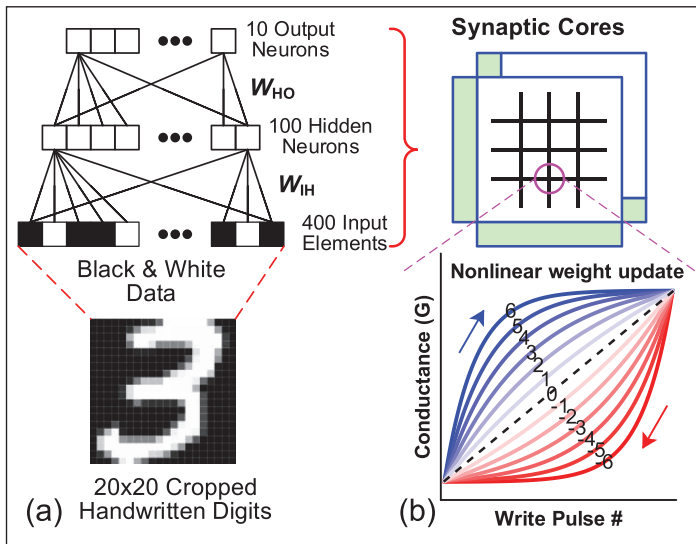 10 Output
Neurons
W_HO
100 Hidden
Neurons
W_IH
400 Input
Elements
Black & White
Data
20x20 Cropped
Handwritten Digits
(a)
Synaptic Cores
Nonlinear weight update
Conductance (G)
6
5
4
3
2
1
0
-1
-2
-3
-4
-5
-6
Write Pulse #
(b)